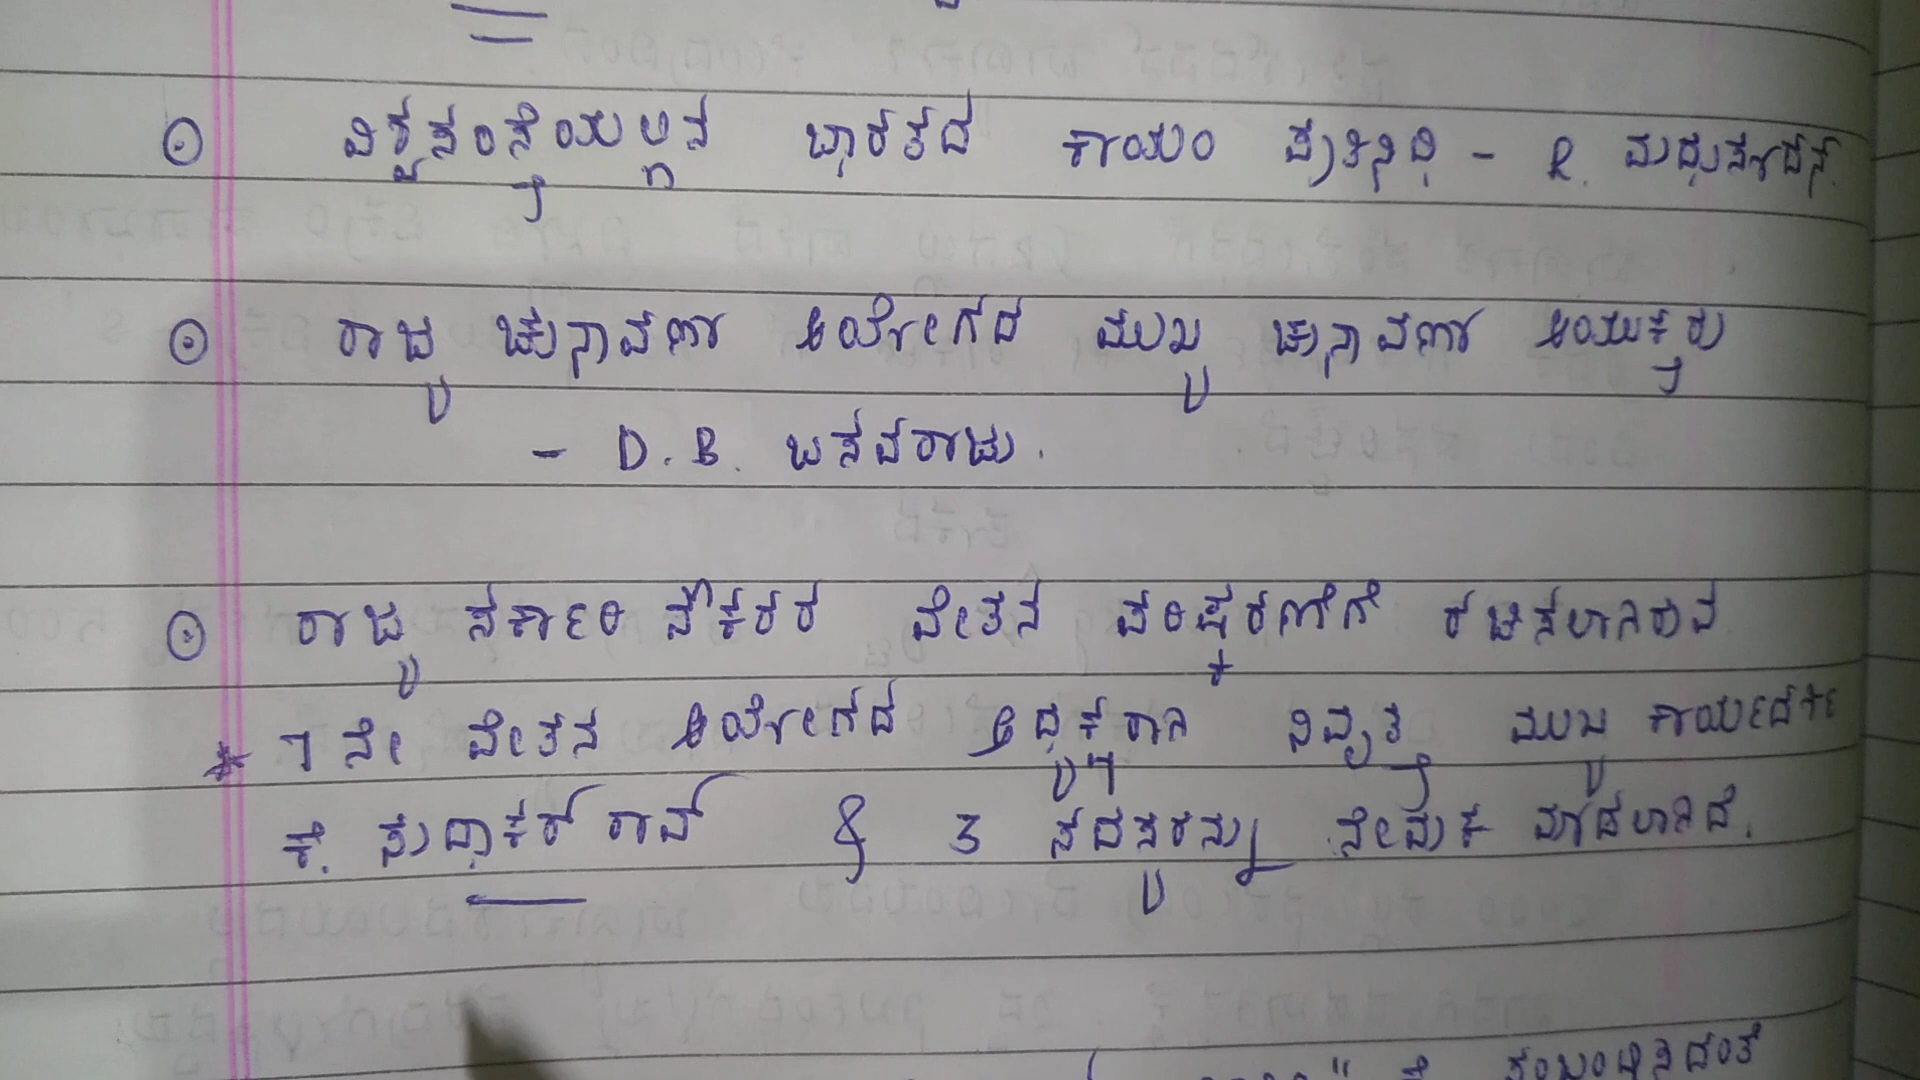 ⊙ ವಿಶ್ವಸಂಸ್ಥೆಯಲ್ಲಿನ ಭಾರತದ ಕಾಯಂ ಪ್ರತಿನಿಧಿ - R. ಮಧುಸೂದನ್.
⊙ ರಾಜ್ಯ ಚುನಾವಣಾ ಆಯೋಗದ ಮುಖ್ಯ ಚುನಾವಣಾ ಆಯುಕ್ತರು
- D.B. ಬಸವರಾಜು.
⊙ ರಾಜ್ಯ ಸರ್ಕಾರಿ ನೌಕರರ ವೇತನ ಪರಿಷ್ಕರಣೆಗೆ ರಚಿಸಲಾಗಿರುವ
* 7 ನೇ ವೇತನ ಆಯೋಗದ ಅಧ್ಯಕ್ಷರಾಗಿ ನಿವೃತ್ತ ಮುಖ್ಯ ಕಾರ್ಯದರ್ಶಿ
ಕೆ. ಸುಧಾಕರ್ ರಾವ್ & 3 ಸದಸ್ಯರನ್ನು ನೇಮಕ ಮಾಡಲಾಗಿದೆ.